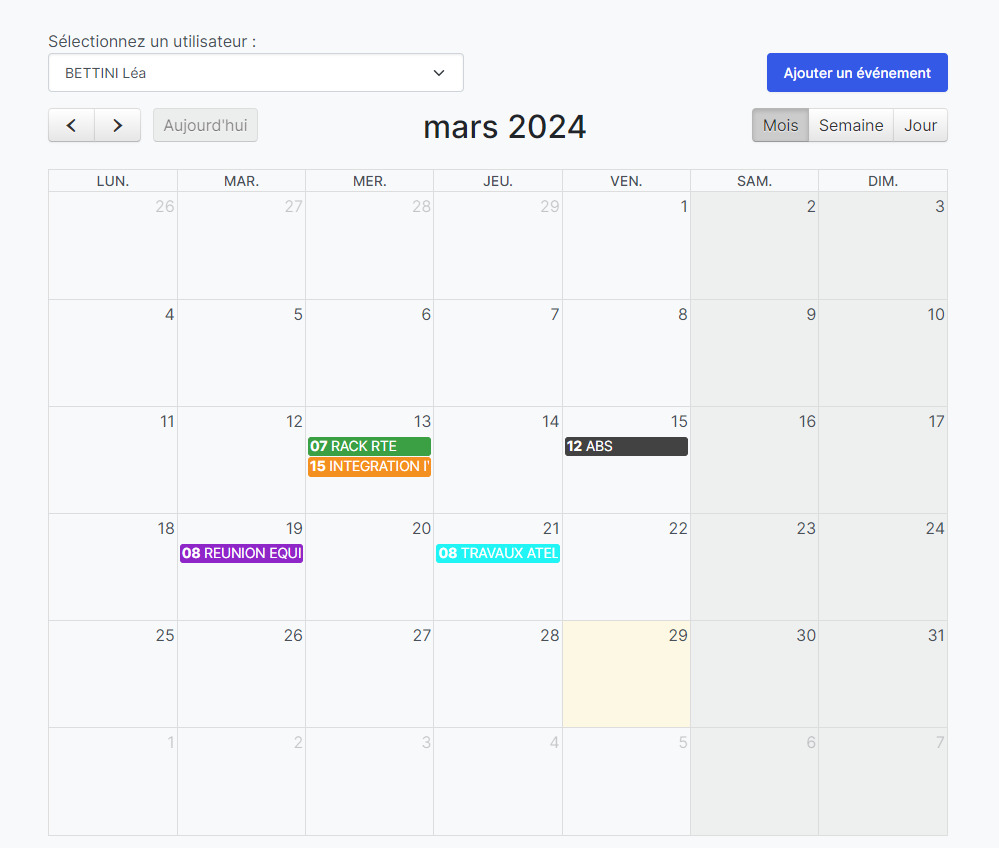 Sélectionnez un utilisateur :
BETTINI Léa
Ajouter un événement
Aujourd'hui
mars 2024
Mois Semaine Jour
LUN. MAR. MER. JEU. VEN. SAM. DIM.
26 27 28 29 1 2 3
4 5 6 7 8 9 10
11 12 13 14 15 16 17
07 RACK RTE 12 ABS
15 INTEGRATION
18 19 20 21 22 23 24
08 REUNION EQUI 08 TRAVAUX ATEL
25 26 27 28 29 30 31
1 2 3 4 5 6 7